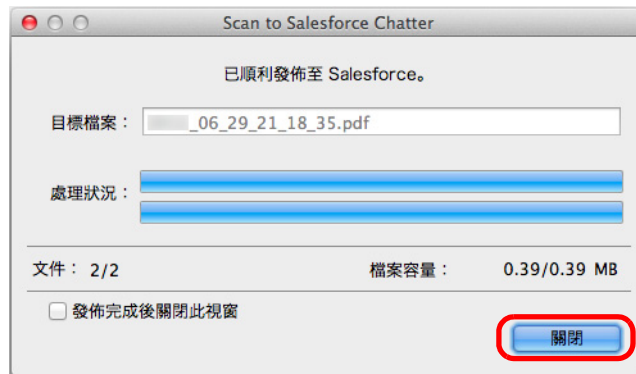 Scan to Salesforce Chatter
已順利發佈至 Salesforce。
目標檔案： _06_29_21_18_35.pdf
處理狀況：
文件： 2/2 檔案容量： 0.39/0.39 MB
發佈完成後關閉此視窗
關閉